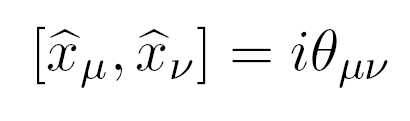 [x̂_μ, x̂_ν] = iθ_μν